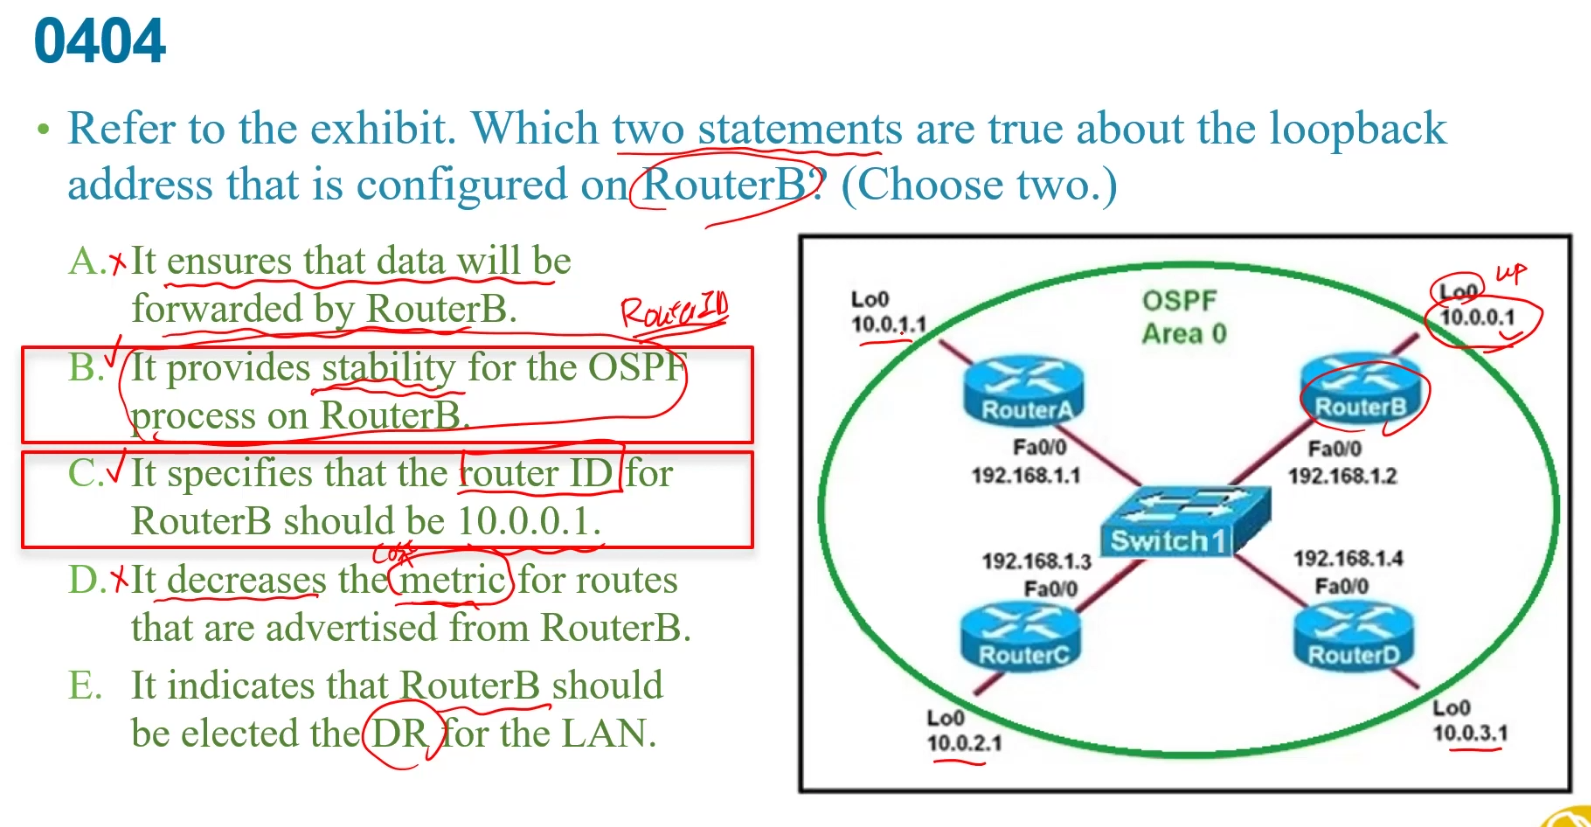 0404
• Refer to the exhibit. Which two statements are true about the loopback
address that is configured on RouterB? (Choose two.)
A. It ensures that data will be
forwarded by RouterB.
RouterID
B. It provides stability for the OSPF
process on RouterB.
C. It specifies that the router ID for
RouterB should be 10.0.0.1.
cost
D. It decreases the metric for routes
that are advertised from RouterB.
E. It indicates that RouterB should
be elected the DR for the LAN.
Lo0
10.0.1.1
OSPF
Area 0
Lo0 up
10.0.0.1
RouterA
RouterB
Fa0/0
192.168.1.1
Fa0/0
192.168.1.2
Switch1
192.168.1.3
Fa0/0
192.168.1.4
Fa0/0
RouterC
RouterD
Lo0
10.0.2.1
Lo0
10.0.3.1